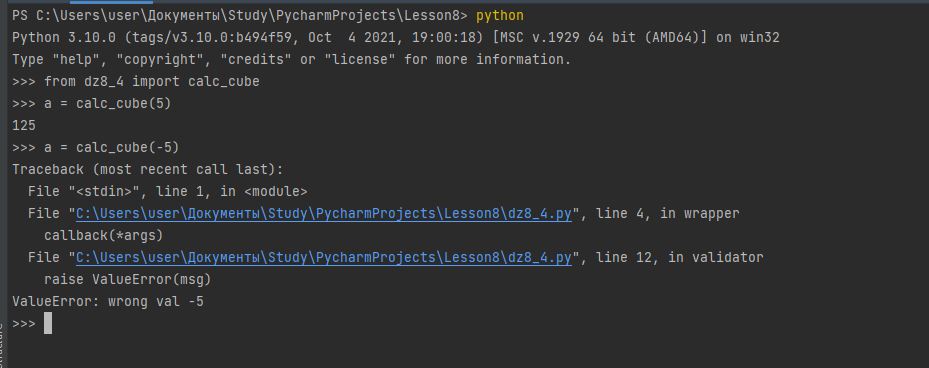 PS C:\Users\user\Документы\Study\PycharmProjects\Lesson8> python
Python 3.10.0 (tags/v3.10.0:b494f59, Oct  4 2021, 19:00:18) [MSC v.1929 64 bit (AMD64)] on win32
Type "help", "copyright", "credits" or "license" for more information.
>>> from dz8_4 import calc_cube
>>> a = calc_cube(5)
125
>>> a = calc_cube(-5)
Traceback (most recent call last):
  File "<stdin>", line 1, in <module>
  File "C:\Users\user\Документы\Study\PycharmProjects\Lesson8\dz8_4.py", line 4, in wrapper
    callback(*args)
  File "C:\Users\user\Документы\Study\PycharmProjects\Lesson8\dz8_4.py", line 12, in validator
    raise ValueError(msg)
ValueError: wrong val -5
>>>